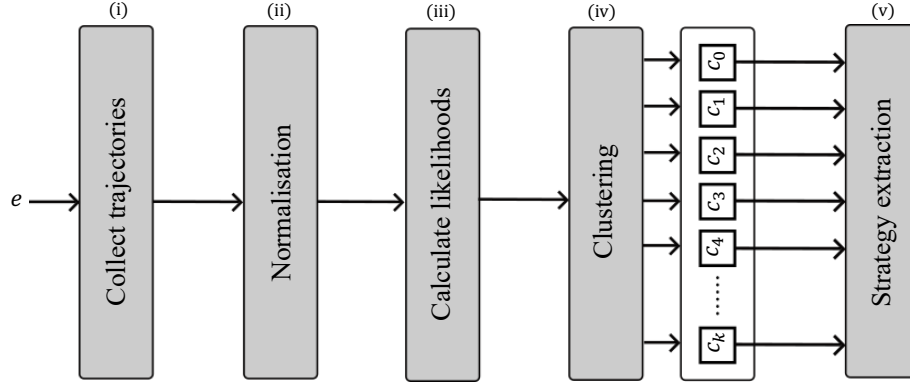 (i)
(ii)
(iii)
(iv)
(v)
e
Collect trajectories
Normalisation
Calculate likelihoods
Clustering
c₀
c₁
c₂
c₃
c₄
......
cₖ
Strategy extraction